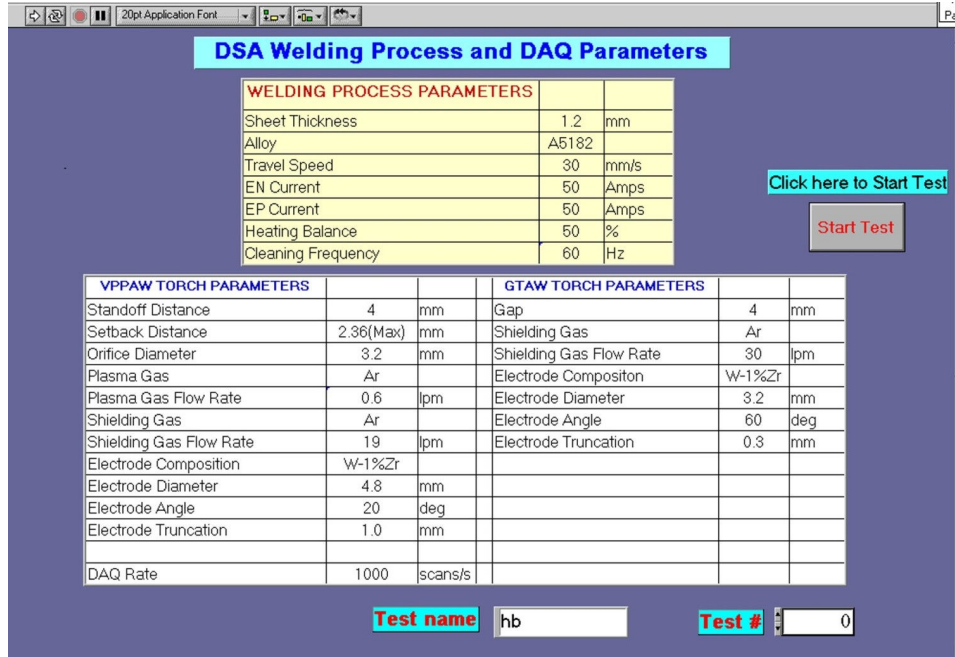 20pt Application Font
Pa
DSA Welding Process and DAQ Parameters
WELDING PROCESS PARAMETERS
Sheet Thickness 1.2 mm
Alloy A5182
Travel Speed 30 mm/s
EN Current 50 Amps
EP Current 50 Amps
Heating Balance 50 %
Cleaning Frequency 60 Hz
Click here to Start Test
Start Test
VPPAW TORCH PARAMETERS
Standoff Distance 4 mm
Setback Distance 2.36(Max) mm
Orifice Diameter 3.2 mm
Plasma Gas Ar
Plasma Gas Flow Rate 0.6 lpm
Shielding Gas Ar
Shielding Gas Flow Rate 19 lpm
Electrode Composition W-1%Zr
Electrode Diameter 4.8 mm
Electrode Angle 20 deg
Electrode Truncation 1.0 mm
DAQ Rate 1000 scans/s
GTAW TORCH PARAMETERS
Gap 4 mm
Shielding Gas Ar
Shielding Gas Flow Rate 30 lpm
Electrode Compositon W-1%Zr
Electrode Diameter 3.2 mm
Electrode Angle 60 deg
Electrode Truncation 0.3 mm
Test name hb
Test # 0